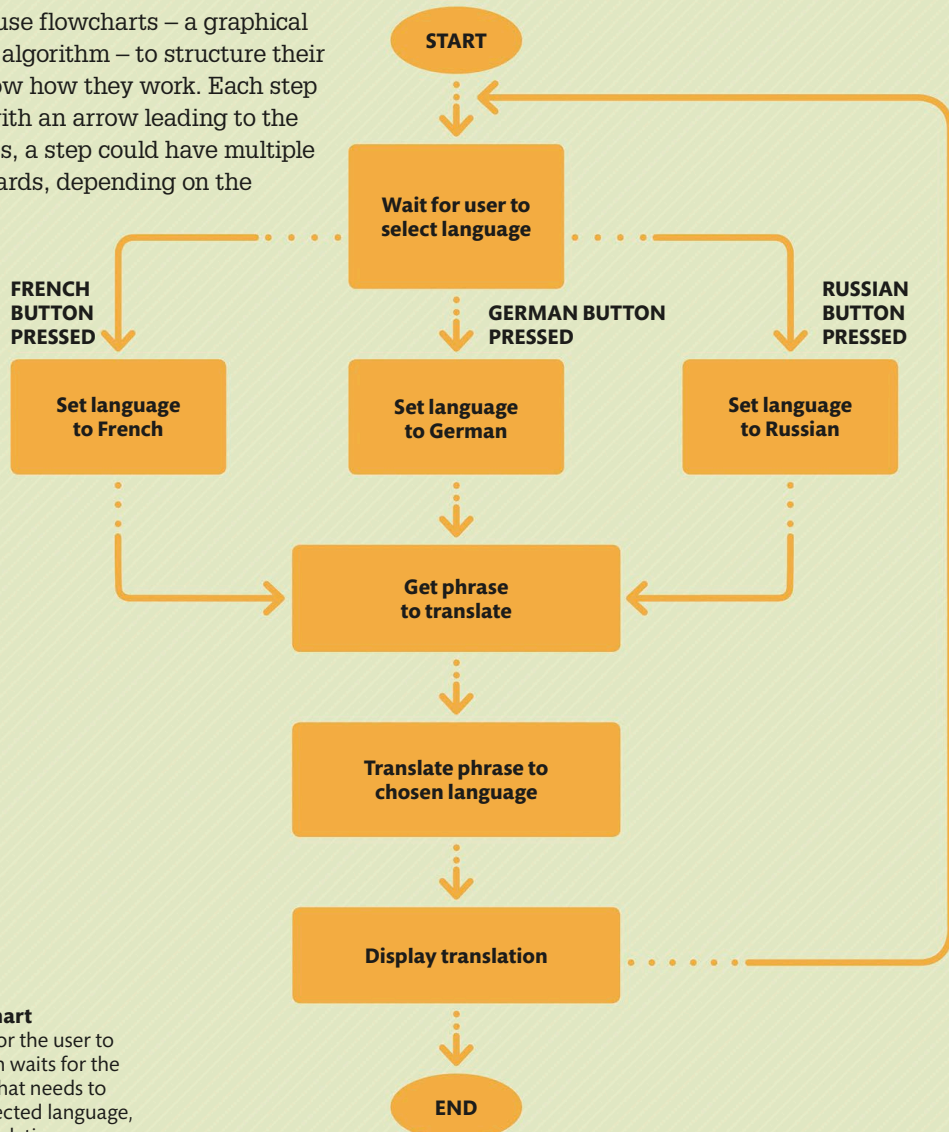 use flowcharts – a graphical
algorithm – to structure their
how they work. Each step
with an arrow leading to the
s, a step could have multiple
ards, depending on the
START
Wait for user to
select language
FRENCH
BUTTON
PRESSED
GERMAN BUTTON
PRESSED
RUSSIAN
BUTTON
PRESSED
Set language
to French
Set language
to German
Set language
to Russian
Get phrase
to translate
Translate phrase to
chosen language
Display translation
END
hart
or the user to
waits for the
hat needs to
ected language,